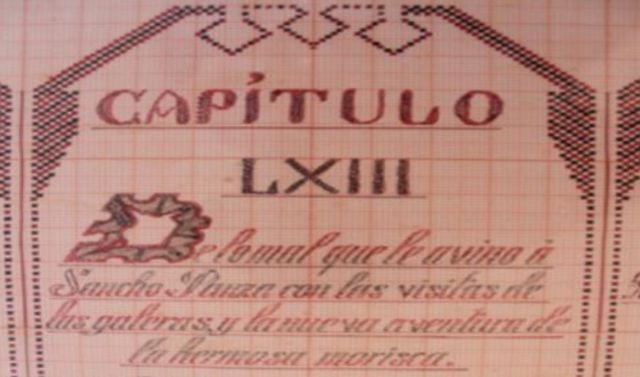 CAPÍTULO
LXIII
De lo mal que le avino á
Sancho Panza con las visitas de
las galeras, y la nueva aventura de
la hermosa morisca.